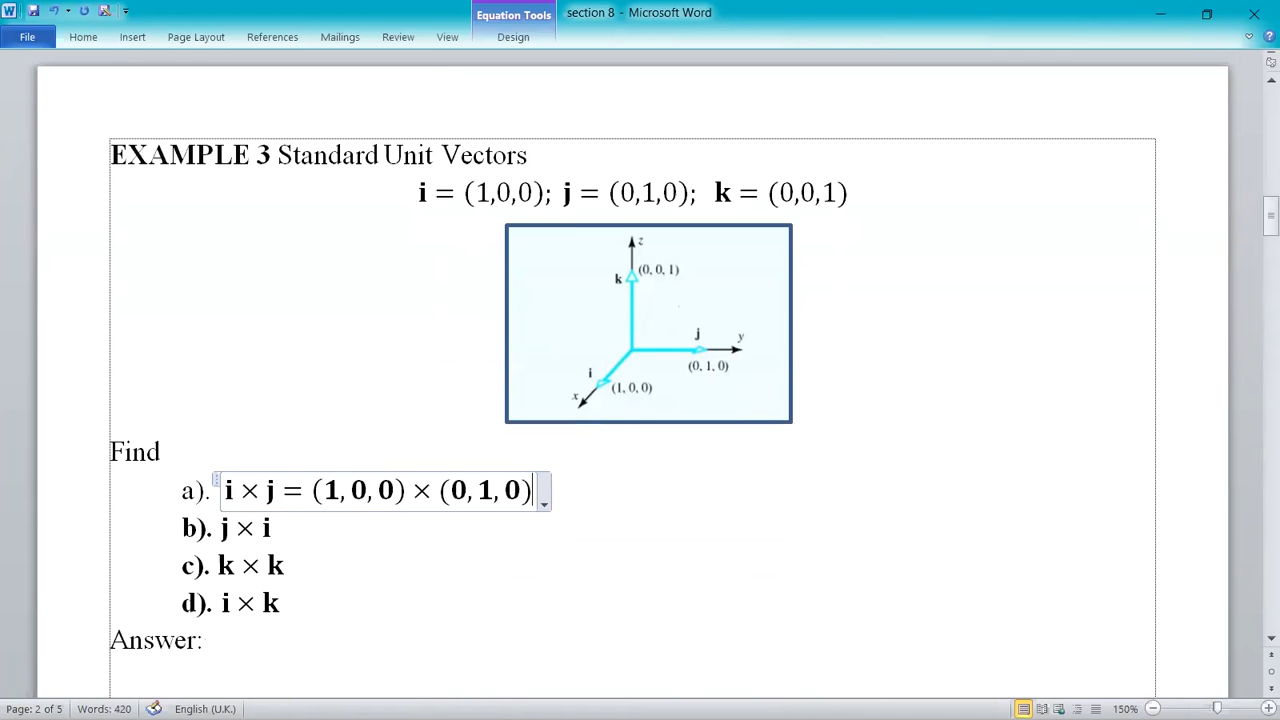 Equation Tools
section 8 - Microsoft Word
File Home Insert Page Layout References Mailings Review View Design
EXAMPLE 3 Standard Unit Vectors
i = (1,0,0); j = (0,1,0); k = (0,0,1)
z
(0, 0, 1)
k
j
y
(0, 1, 0)
i
(1, 0, 0)
x
Find
a). i × j = (1, 0, 0) × (0, 1, 0)
b). j × i
c). k × k
d). i × k
Answer:
Page: 2 of 5 Words: 420 English (U.K.) 150%